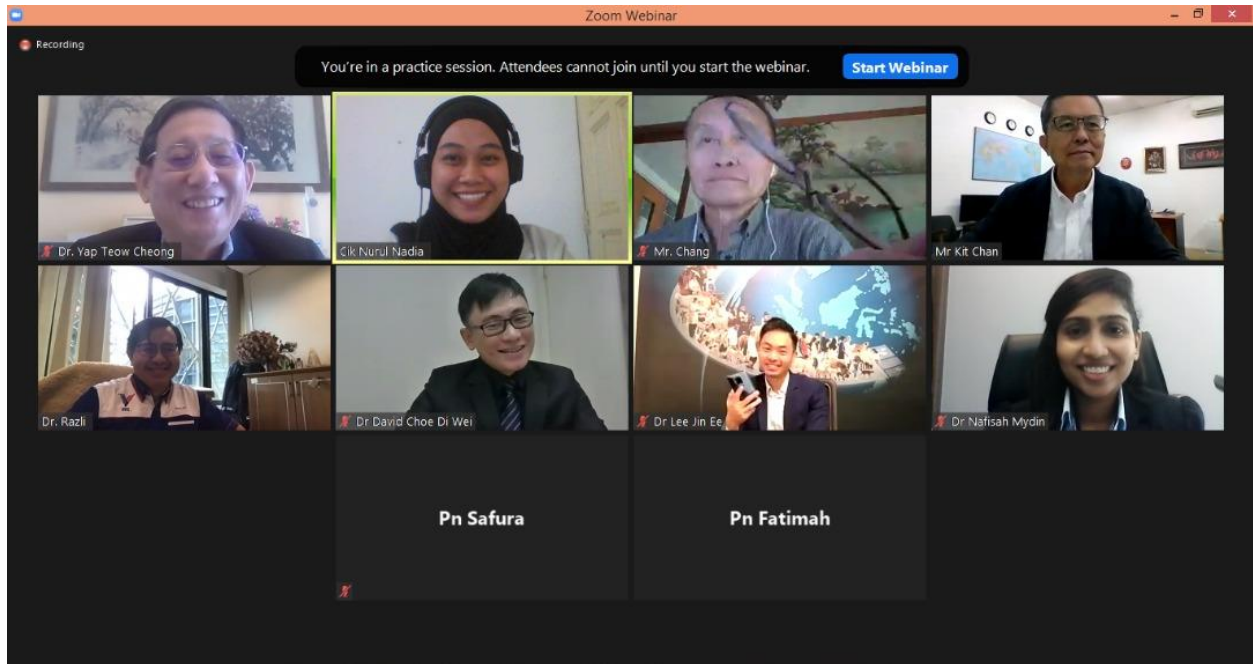 Zoom Webinar
Recording
You're in a practice session. Attendees cannot join until you start the webinar.
Start Webinar
Dr. Yap Teow Cheong
Cik Nurul Nadia
Mr. Chang
Mr Kit Chan
Dr. Razli
Dr David Choe Di Wei
Dr Lee Jin Ee
Dr Nafisah Mydin
Pn Safura
Pn Fatimah